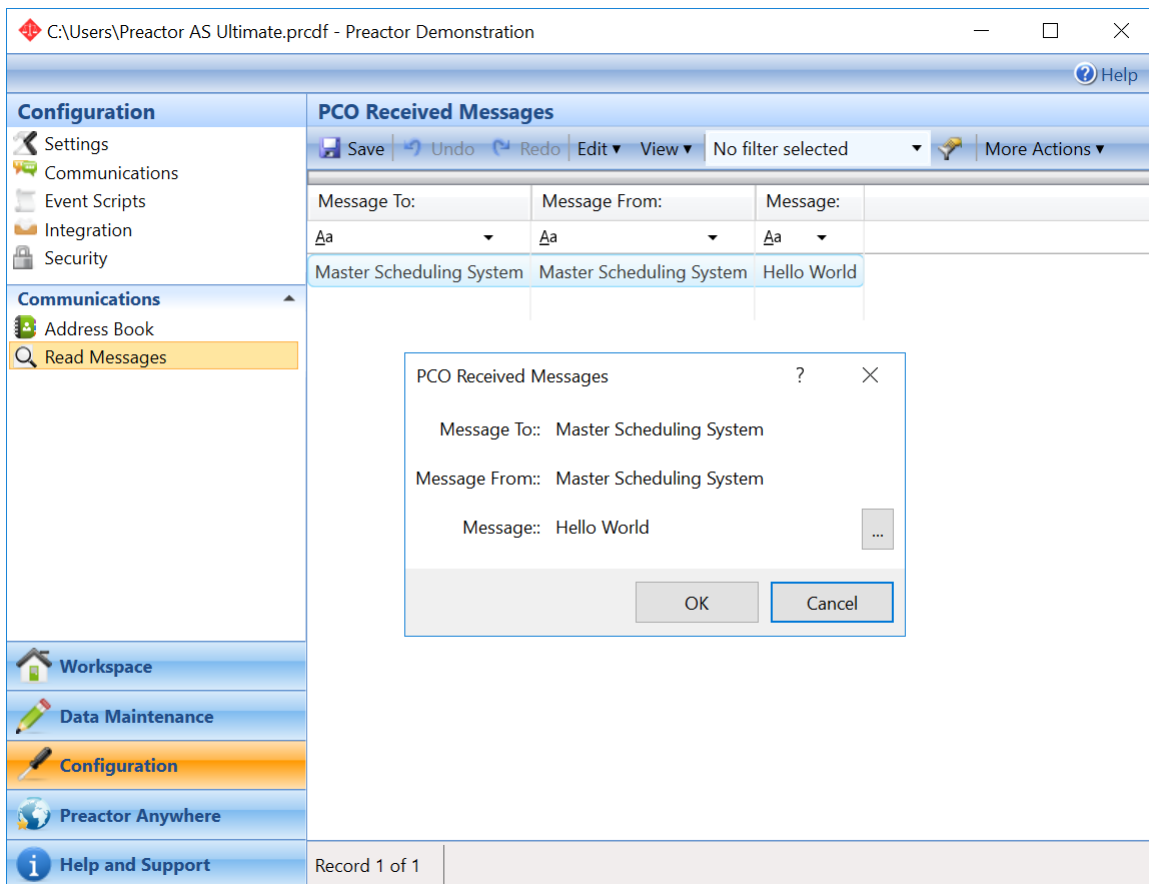 C:\Users\Preactor AS Ultimate.prcdf - Preactor Demonstration
Help
Configuration
Settings
Communications
Event Scripts
Integration
Security
Communications
Address Book
Read Messages
Workspace
Data Maintenance
Configuration
Preactor Anywhere
Help and Support
PCO Received Messages
Save Undo Redo Edit View No filter selected More Actions
Message To: Message From: Message:
Aa Aa Aa
Master Scheduling System Master Scheduling System Hello World
PCO Received Messages ?
Message To:: Master Scheduling System
Message From:: Master Scheduling System
Message:: Hello World ...
OK Cancel
Record 1 of 1